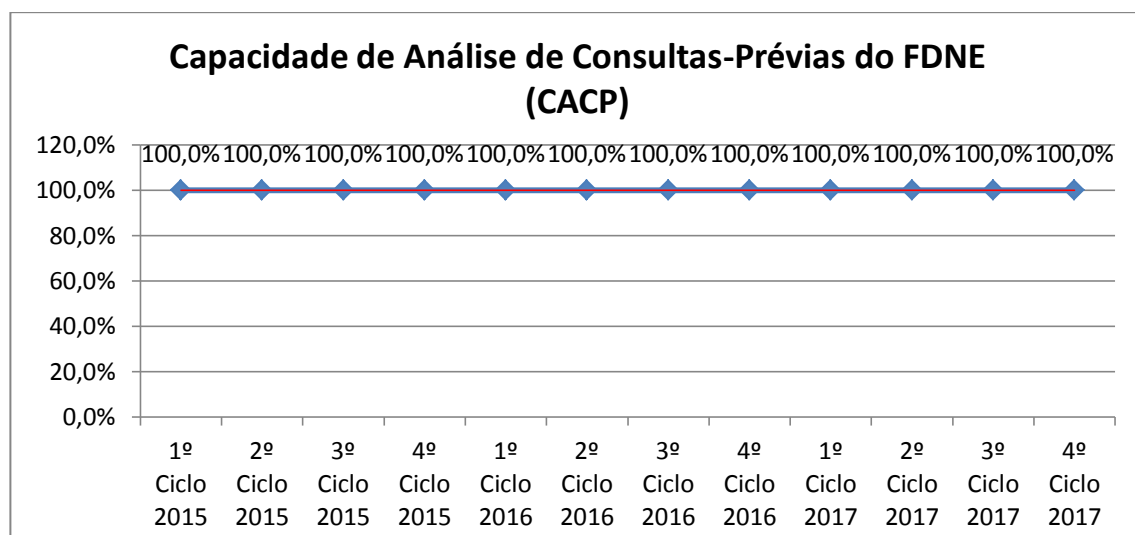 Capacidade de Análise de Consultas-Prévias do FDNE
(CACP)
120,0%
100,0% 100,0% 100,0% 100,0% 100,0% 100,0% 100,0% 100,0% 100,0% 100,0% 100,0% 100,0%
100,0%
80,0%
60,0%
40,0%
20,0%
0,0%
1º 2º 3º 4º 1º 2º 3º 4º 1º 2º 3º 4º
Ciclo Ciclo Ciclo Ciclo Ciclo Ciclo Ciclo Ciclo Ciclo Ciclo Ciclo Ciclo
2015 2015 2015 2015 2016 2016 2016 2016 2017 2017 2017 2017